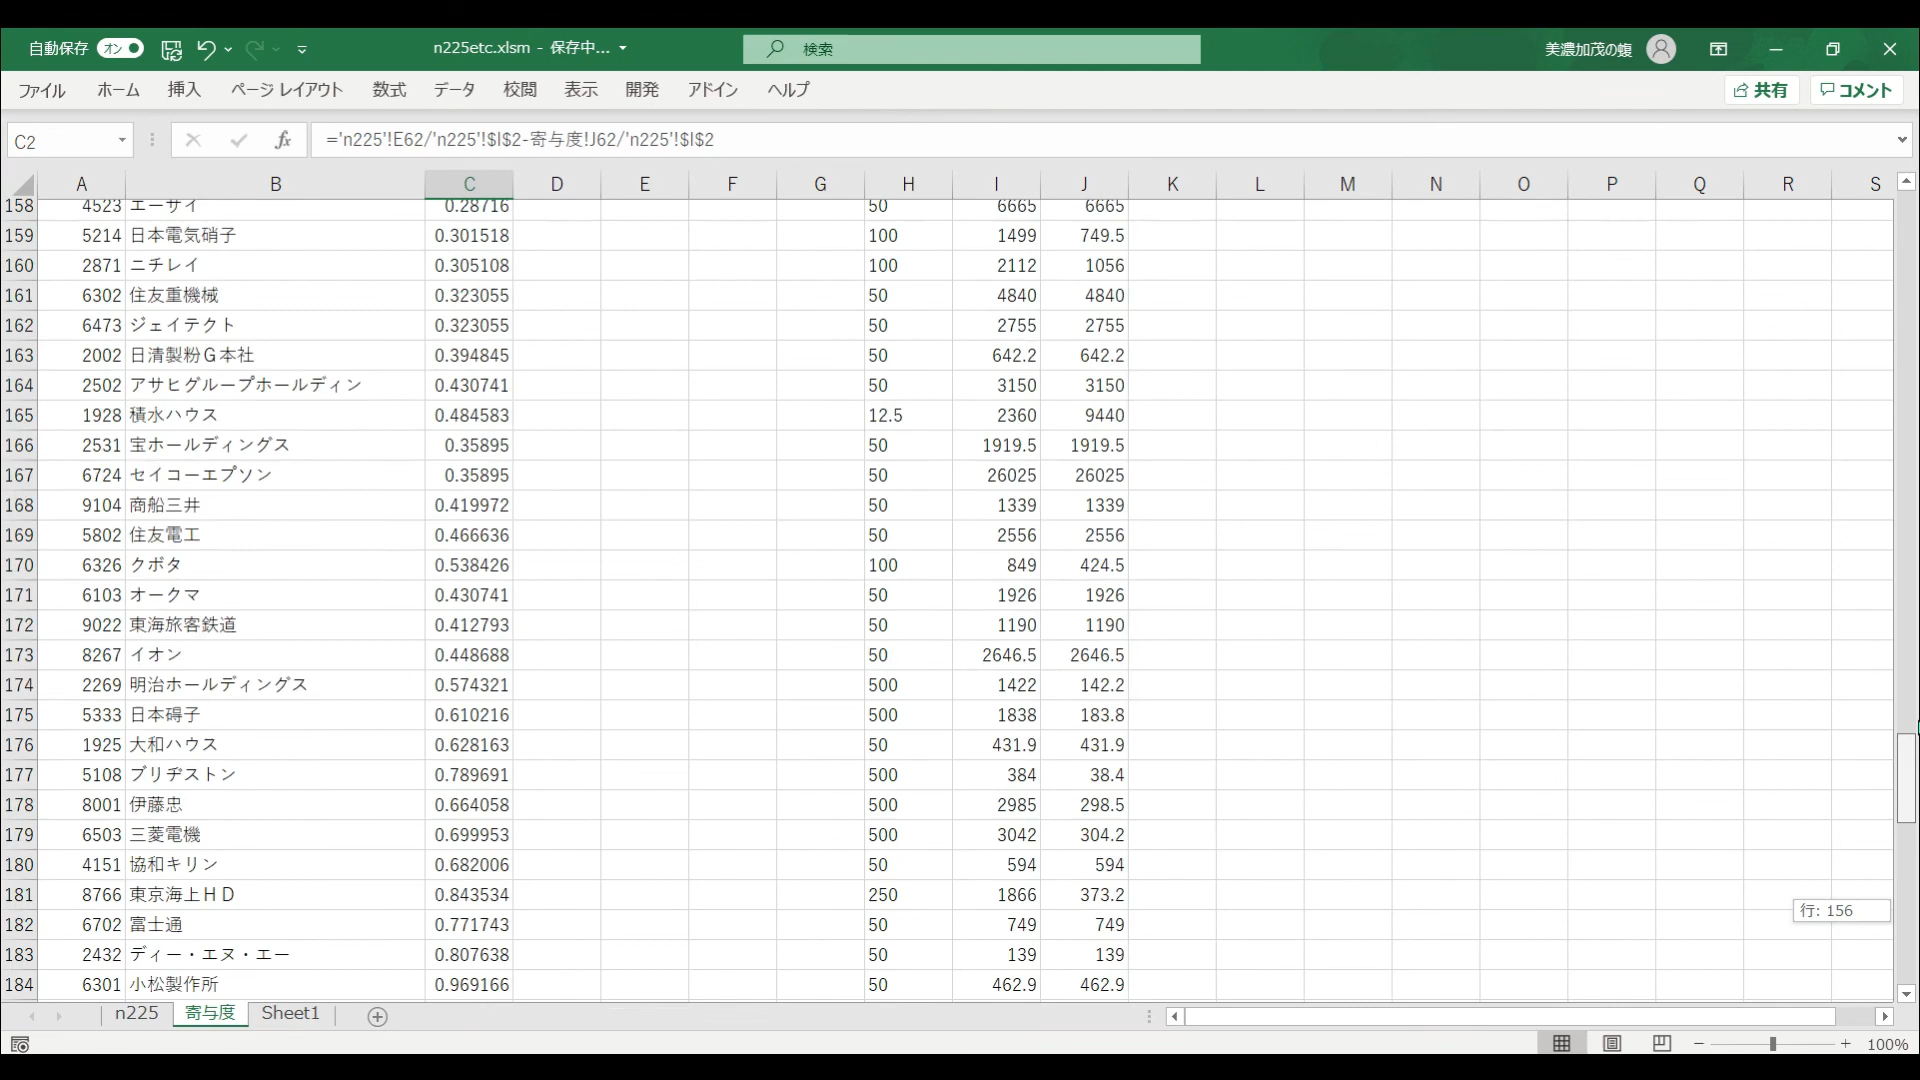 自動保存 オン n225etc.xlsm - 保存中... 検索 美濃加茂の蝮
ファイル ホーム 挿入 ページ レイアウト 数式 データ 校閲 表示 開発 アドイン ヘルプ 共有 コメント
C2 fx ='n225'!E62/'n225'!$I$2-寄与度!J62/'n225'!$I$2
A B C D E F G H I J K L M N O P Q R S
158 4523 エーザイ 0.28716 50 6665 6665
159 5214 日本電気硝子 0.301518 100 1499 749.5
160 2871 ニチレイ 0.305108 100 2112 1056
161 6302 住友重機械 0.323055 50 4840 4840
162 6473 ジェイテクト 0.323055 50 2755 2755
163 2002 日清製粉Ｇ本社 0.394845 50 642.2 642.2
164 2502 アサヒグループホールディン 0.430741 50 3150 3150
165 1928 積水ハウス 0.484583 12.5 2360 9440
166 2531 宝ホールディングス 0.35895 50 1919.5 1919.5
167 6724 セイコーエプソン 0.35895 50 26025 26025
168 9104 商船三井 0.419972 50 1339 1339
169 5802 住友電工 0.466636 50 2556 2556
170 6326 クボタ 0.538426 100 849 424.5
171 6103 オークマ 0.430741 50 1926 1926
172 9022 東海旅客鉄道 0.412793 50 1190 1190
173 8267 イオン 0.448688 50 2646.5 2646.5
174 2269 明治ホールディングス 0.574321 500 1422 142.2
175 5333 日本碍子 0.610216 500 1838 183.8
176 1925 大和ハウス 0.628163 50 431.9 431.9
177 5108 ブリヂストン 0.789691 500 384 38.4
178 8001 伊藤忠 0.664058 500 2985 298.5
179 6503 三菱電機 0.699953 500 3042 304.2
180 4151 協和キリン 0.682006 50 594 594
181 8766 東京海上ＨＤ 0.843534 250 1866 373.2
行: 156
182 6702 富士通 0.771743 50 749 749
183 2432 ディー・エヌ・エー 0.807638 50 139 139
184 6301 小松製作所 0.969166 50 462.9 462.9
n225 寄与度 Sheet1
100%